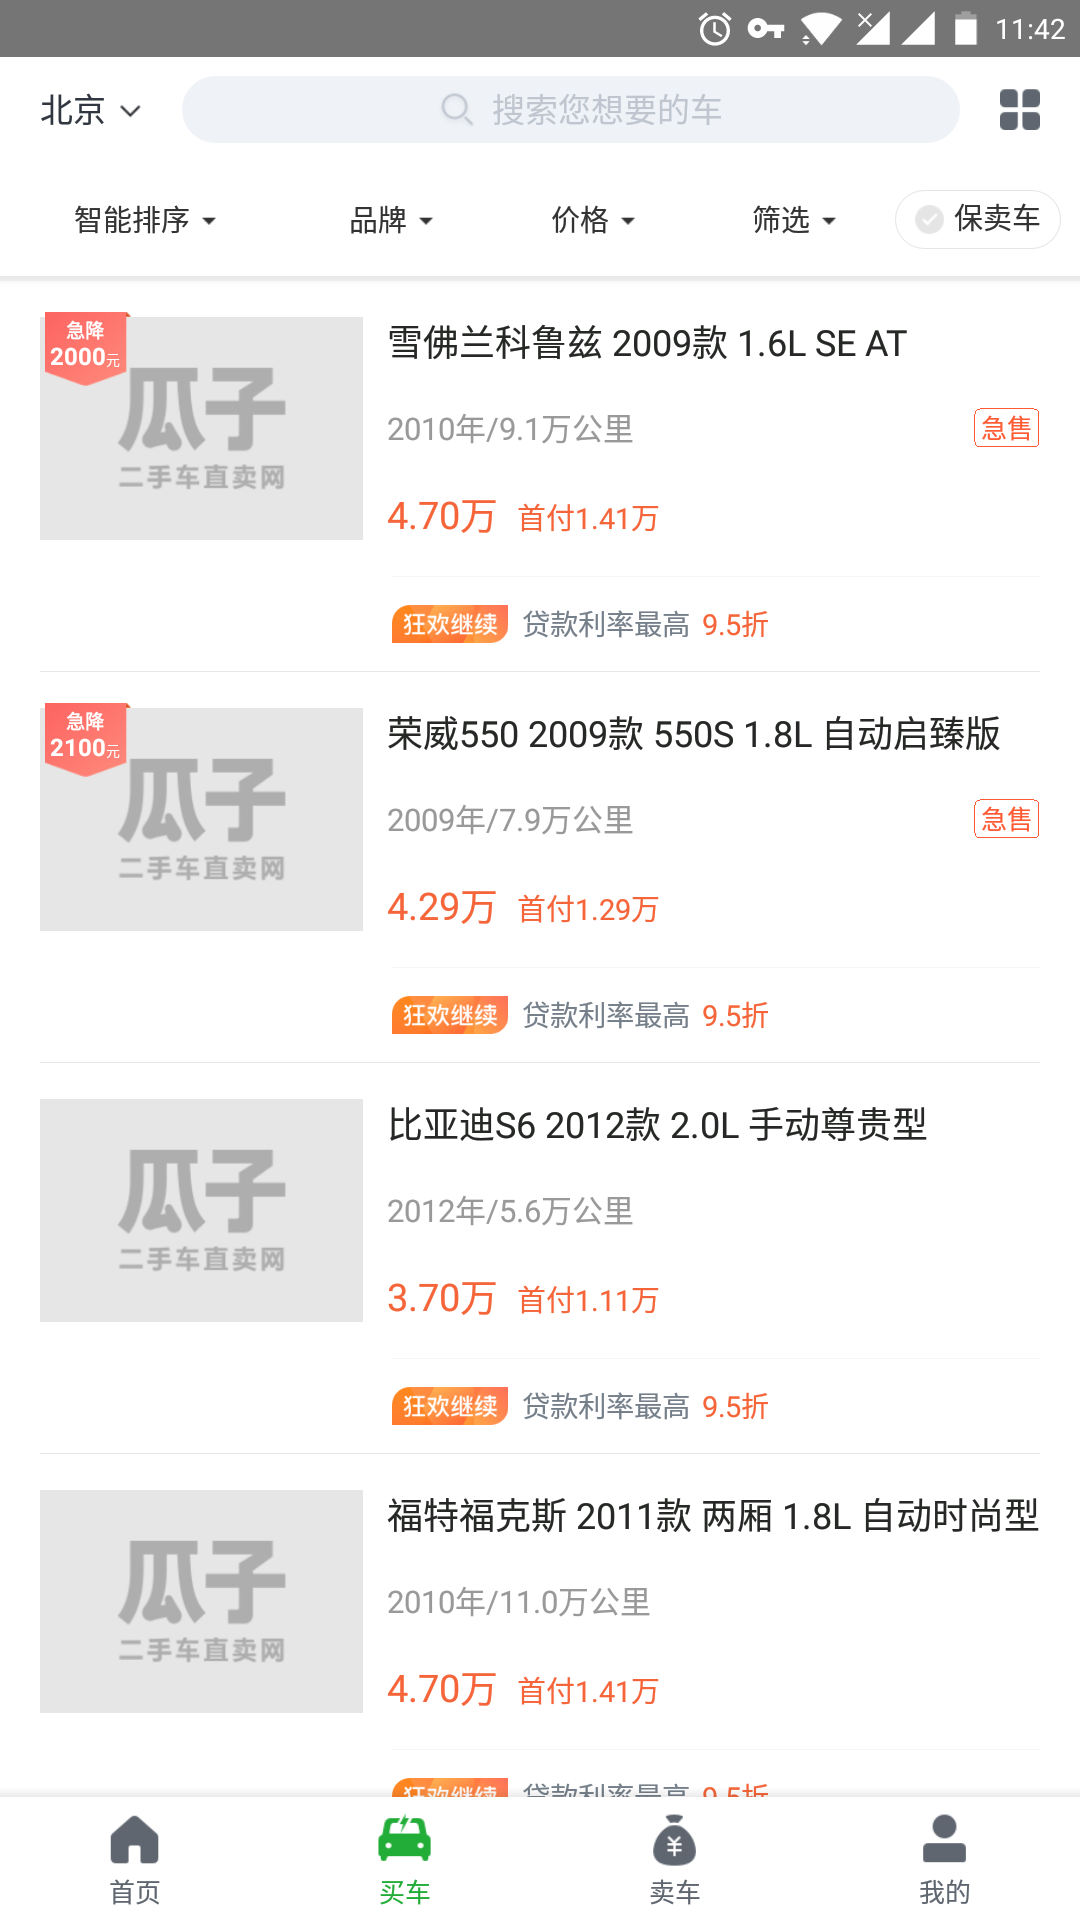 11:42
北京
搜索您想要的车
智能排序
品牌
价格
筛选
保卖车
急降
2000元
瓜子
二手车直卖网
雪佛兰科鲁兹 2009款 1.6L SE AT
2010年/9.1万公里
急售
4.70万 首付1.41万
狂欢继续 贷款利率最高 9.5折
急降
2100元
瓜子
二手车直卖网
荣威550 2009款 550S 1.8L 自动启臻版
2009年/7.9万公里
急售
4.29万 首付1.29万
狂欢继续 贷款利率最高 9.5折
瓜子
二手车直卖网
比亚迪S6 2012款 2.0L 手动尊贵型
2012年/5.6万公里
3.70万 首付1.11万
狂欢继续 贷款利率最高 9.5折
瓜子
二手车直卖网
福特福克斯 2011款 两厢 1.8L 自动时尚型
2010年/11.0万公里
4.70万 首付1.41万
狂欢继续 贷款利率最高 9.5折
首页
买车
卖车
我的